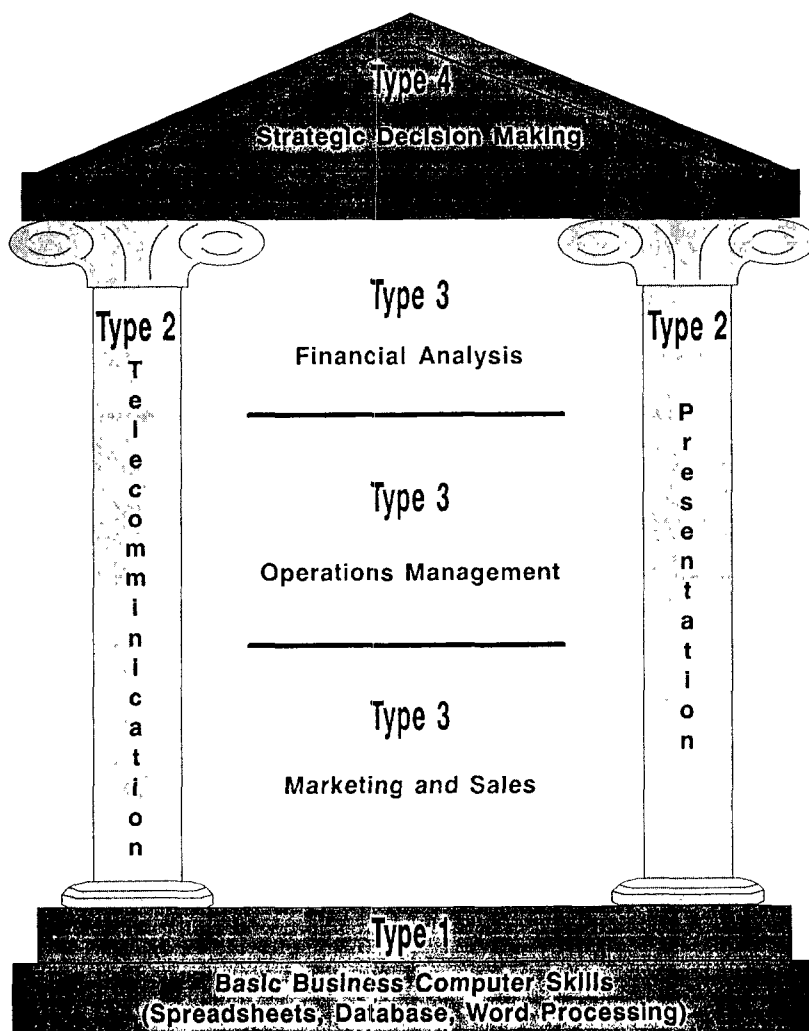 Type 4
Strategic Decision Making
Type 2
Telecomminication
Type 3
Financial Analysis
Type 3
Operations Management
Type 3
Marketing and Sales
Type 2
Presentation
Type 1
Basic Business Computer Skills
(Spreadsheets, Database, Word Processing)